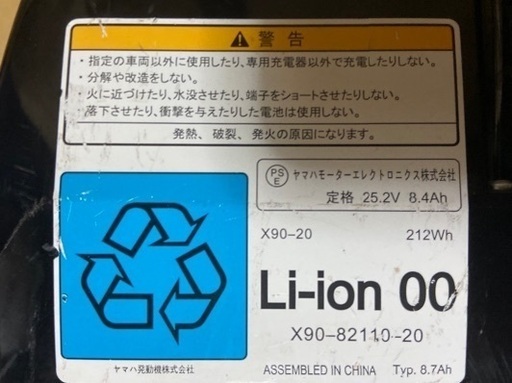 警告
・指定の車両以外に使用したり、専用充電器以外で充電したりしない。
・分解や改造をしない。
・火に近づけたり、水没させたり、端子をショートさせたりしない。
・落下させたり、衝撃を与えたりした電池は使用しない。
発熱、破裂、発火の原因になります。
PS
E
ヤマハモーターエレクトロニクス株式会社
定格 25.2V 8.4Ah
X90-20 212Wh
Li-ion 00
X90-82110-20
ヤマハ発動機株式会社 ASSEMBLED IN CHINA Typ. 8.7Ah